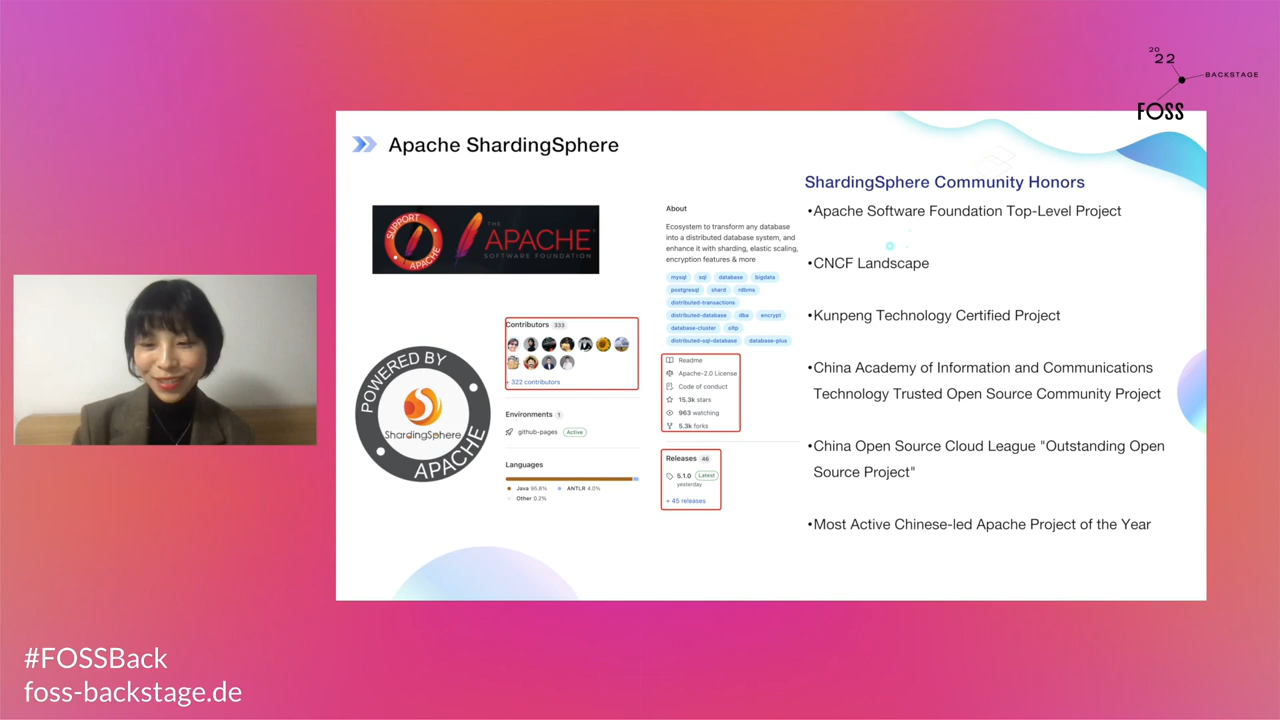 20
22
BACKSTAGE
FOSS
Apache ShardingSphere
SUPPORT
APACHE
THE
APACHE
SOFTWARE FOUNDATION
POWERED BY
ShardingSphere
APACHE
Contributors 333
+ 322 contributors
Environments 1
github-pages Active
Languages
Java 95.8% ANTLR 4.0%
Other 0.2%
About
Ecosystem to transform any database
into a distributed database system, and
enhance it with sharding, elastic scaling,
encryption features & more
mysql sql database bigdata
postgresql shard rdbms
distributed-transactions
distributed-database dba encrypt
database-cluster oltp
distributed-sql-database database-plus
Readme
Apache-2.0 License
Code of conduct
15.3k stars
963 watching
5.3k forks
Releases 46
5.1.0 Latest
yesterday
+ 45 releases
ShardingSphere Community Honors
•Apache Software Foundation Top-Level Project
•CNCF Landscape
•Kunpeng Technology Certified Project
•China Academy of Information and Communications
Technology Trusted Open Source Community Project
•China Open Source Cloud League "Outstanding Open
Source Project"
•Most Active Chinese-led Apache Project of the Year
#FOSSBack
foss-backstage.de